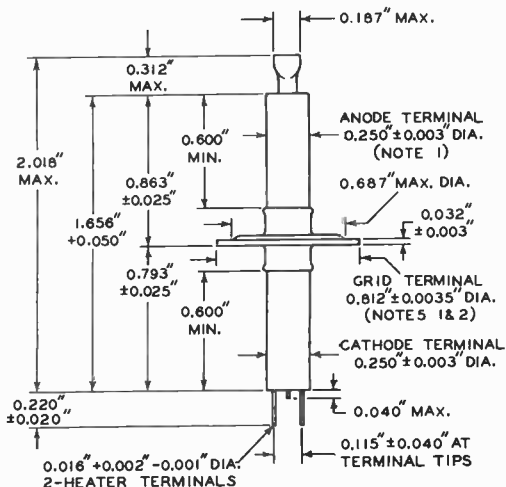 0.187" MAX.
0.312"
MAX.
ANODE TERMINAL
0.250"±0.003" DIA.
(NOTE 1)
0.600"
MIN.
2.018"
MAX.
0.863"
±0.025"
0.687" MAX. DIA.
1.656"
+0.050"
0.032"
±0.003"
0.793"
±0.025"
GRID TERMINAL
0.812"±0.0035" DIA.
(NOTES 1&2)
0.600"
MIN.
CATHODE TERMINAL
0.250"±0.003" DIA.
0.220"
±0.020"
0.040" MAX.
0.115"±0.040" AT
TERMINAL TIPS
0.016"+0.002"-0.001" DIA.
2-HEATER TERMINALS